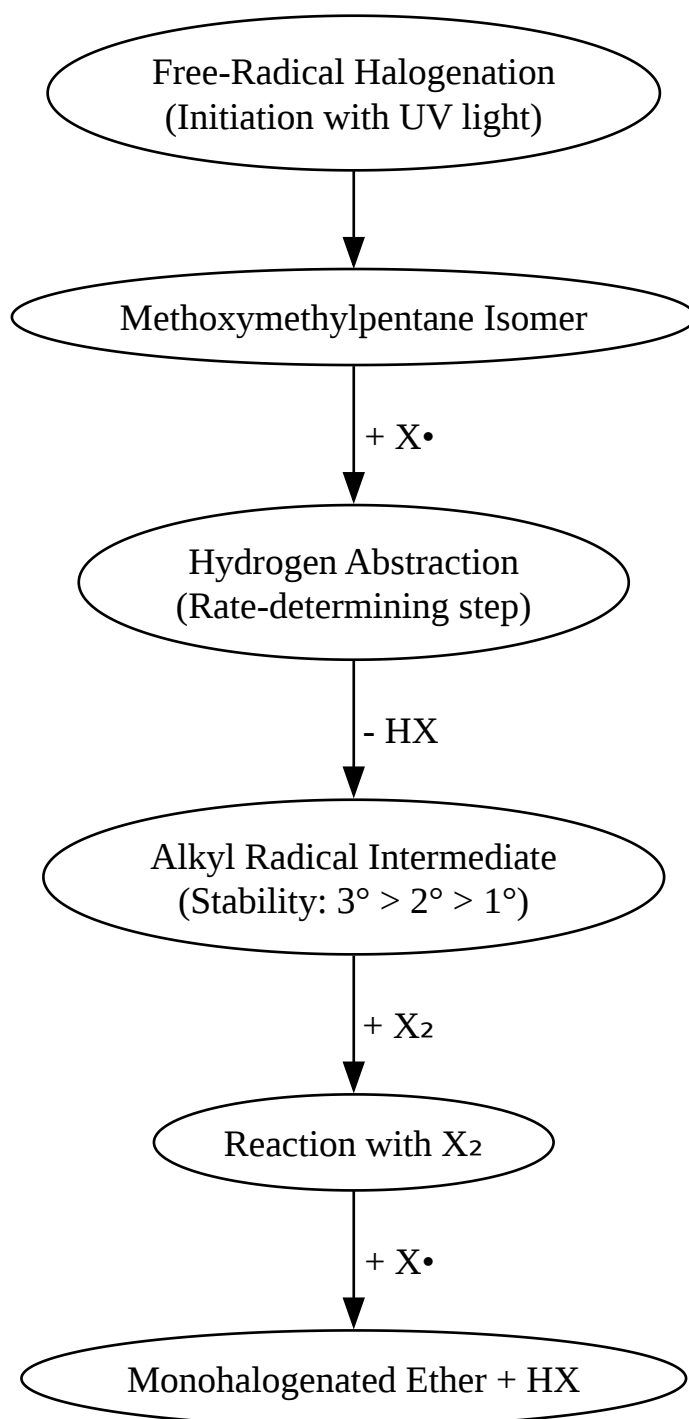 Free-Radical Halogenation
(Initiation with UV light)
Methoxymethylpentane Isomer
+ X•
Hydrogen Abstraction
(Rate-determining step)
- HX
Alkyl Radical Intermediate
(Stability: 3° > 2° > 1°)
+ X₂
Reaction with X₂
+ X•
Monohalogenated Ether + HX